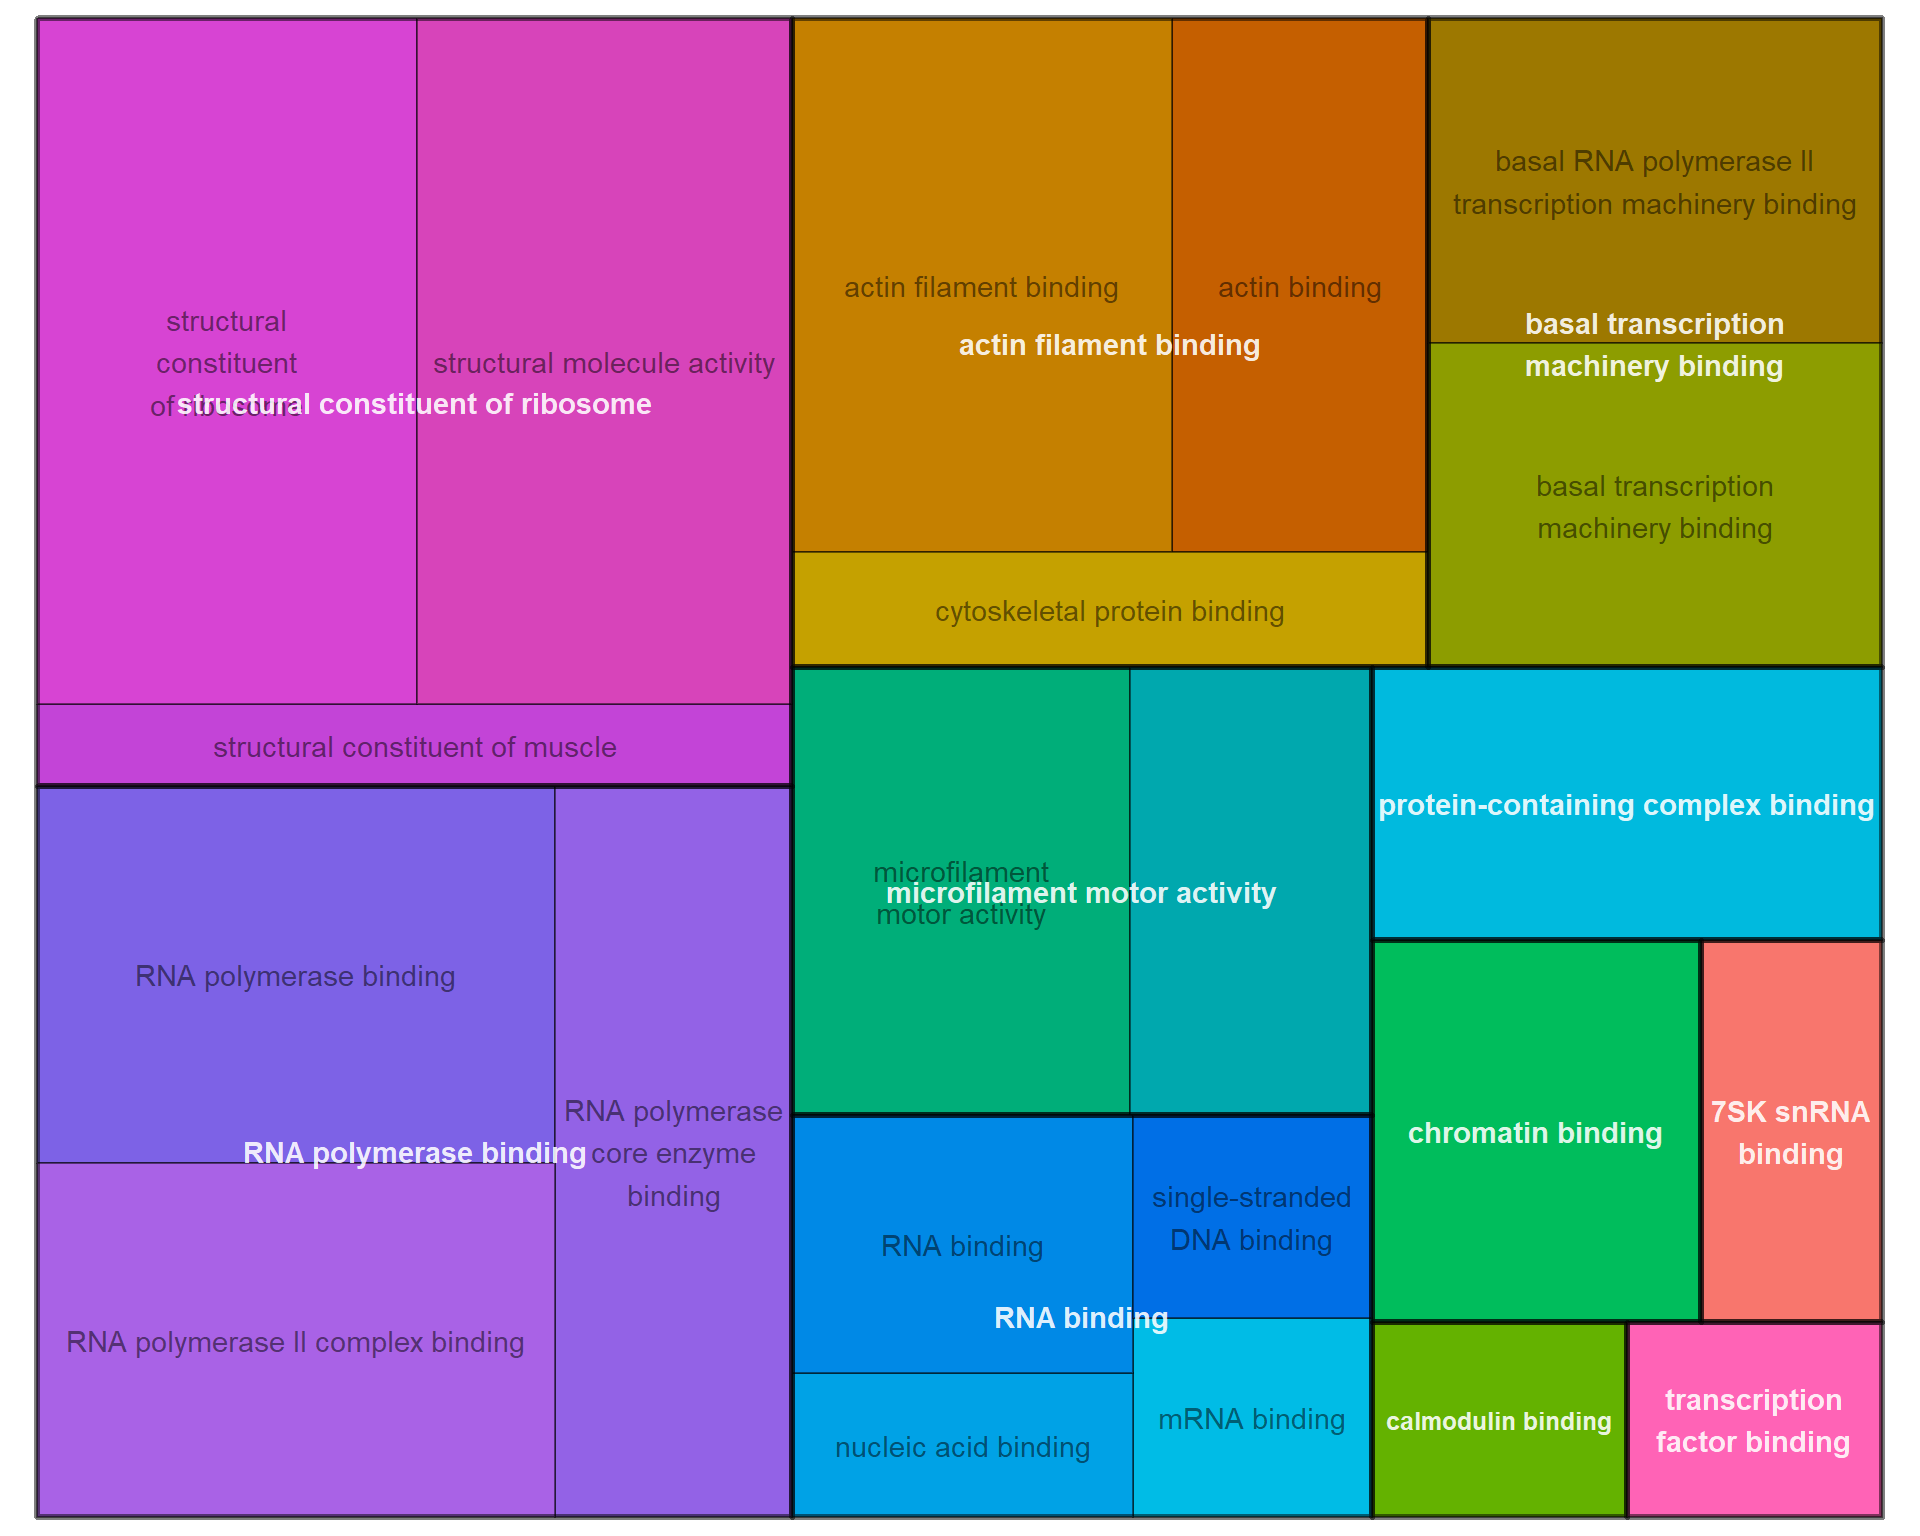 structural
constituent
of ribosome
structural molecule activity
structural constituent of ribosome
structural constituent of muscle
actin filament binding
actin binding
actin filament binding
cytoskeletal protein binding
basal RNA polymerase II
transcription machinery binding
basal transcription
machinery binding
basal transcription
machinery binding
RNA polymerase binding
RNA polymerase
core enzyme
binding
RNA polymerase binding
RNA polymerase II complex binding
microfilament
motor activity
microfilament motor activity
protein-containing complex binding
chromatin binding
7SK snRNA
binding
RNA binding
single-stranded
DNA binding
RNA binding
nucleic acid binding
mRNA binding
calmodulin binding
transcription
factor binding